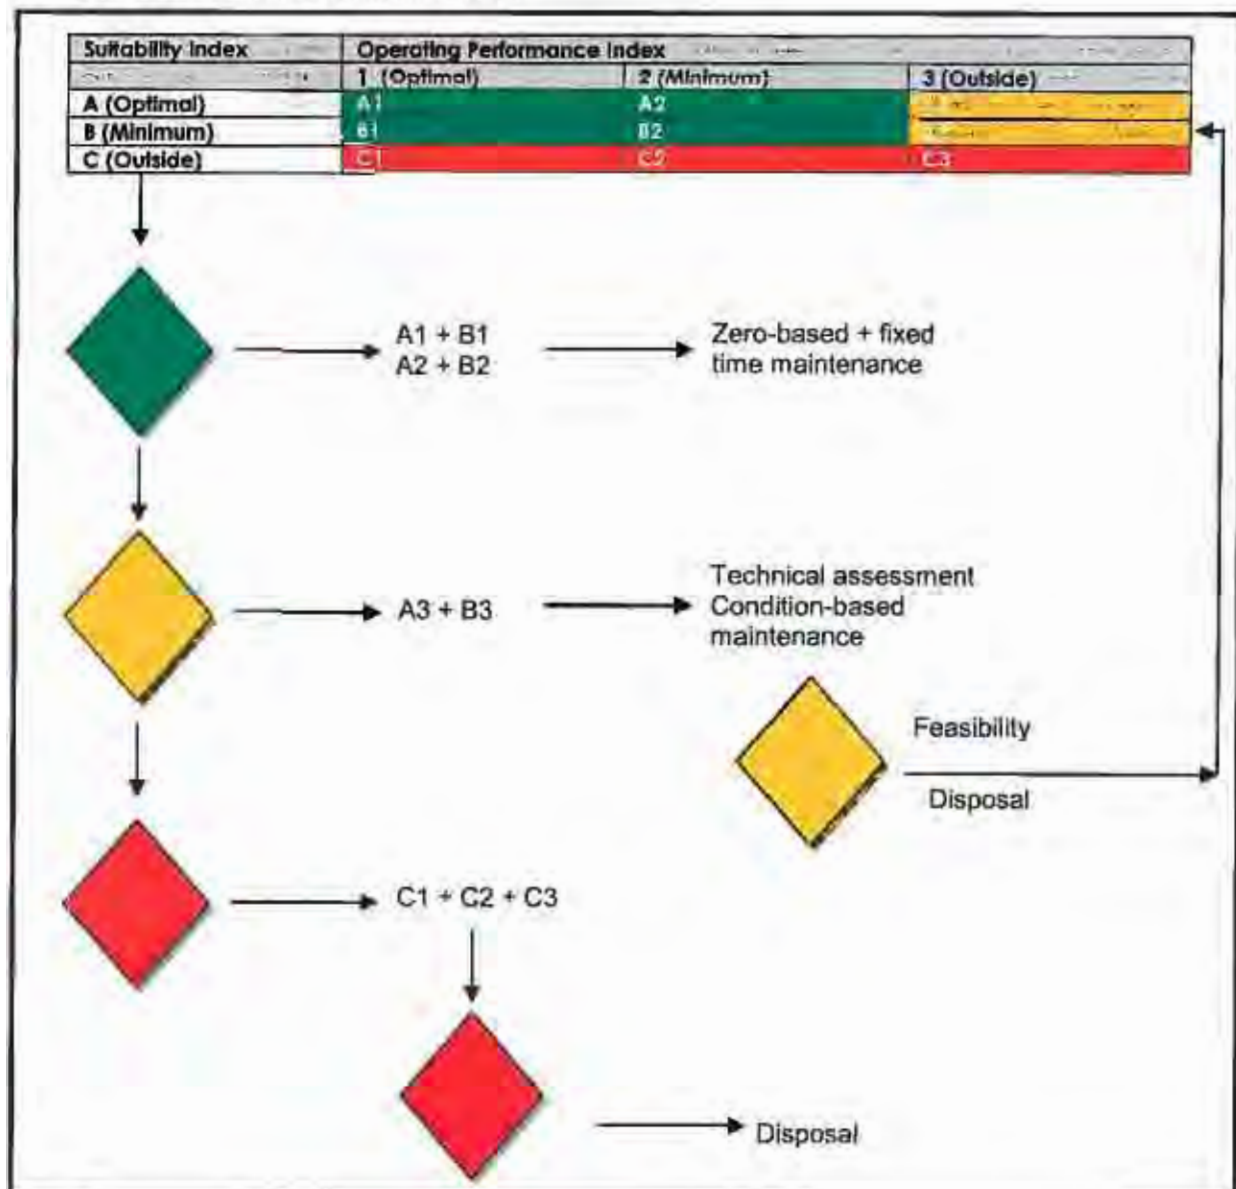 Suitability Index Operating Performance Index
1 (Optimal) 2 (Minimum) 3 (Outside)
A (Optimal) A1 A2
B (Minimum) B1 B2
C (Outside) C1 C2 C3
A1 + B1
A2 + B2
Zero-based + fixed
time maintenance
A3 + B3
Technical assessment
Condition-based
maintenance
Feasibility
Disposal
C1 + C2 + C3
Disposal